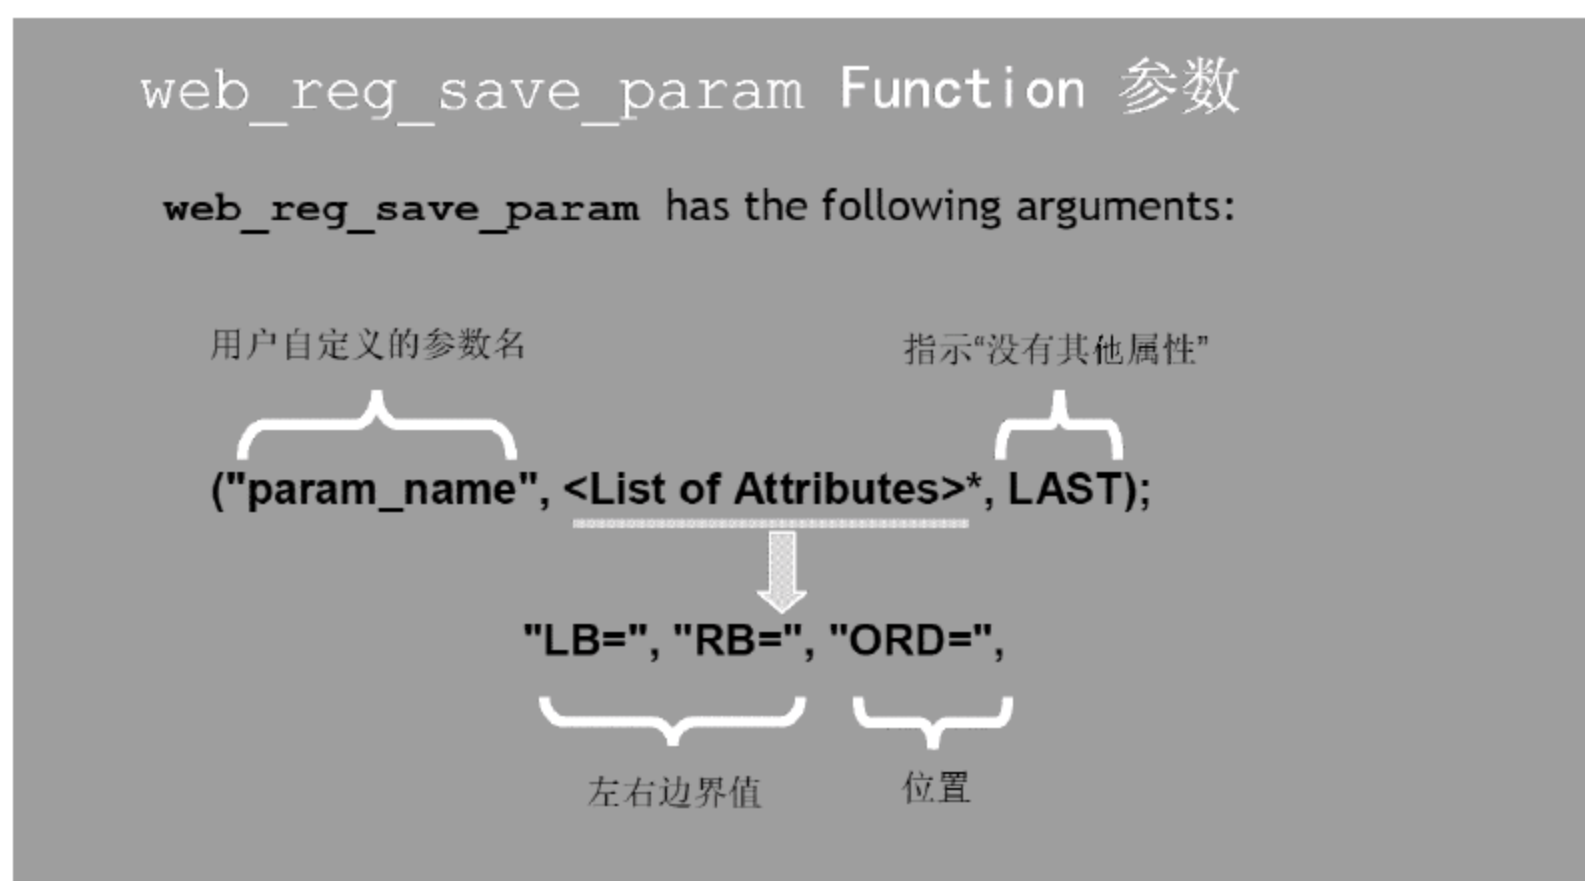 web_reg_save_param Function 参数
web_reg_save_param has the following arguments:
用户自定义的参数名 指示“没有其他属性”
("param_name", <List of Attributes>*, LAST);
"LB=", "RB=", "ORD=",
左右边界值 位置